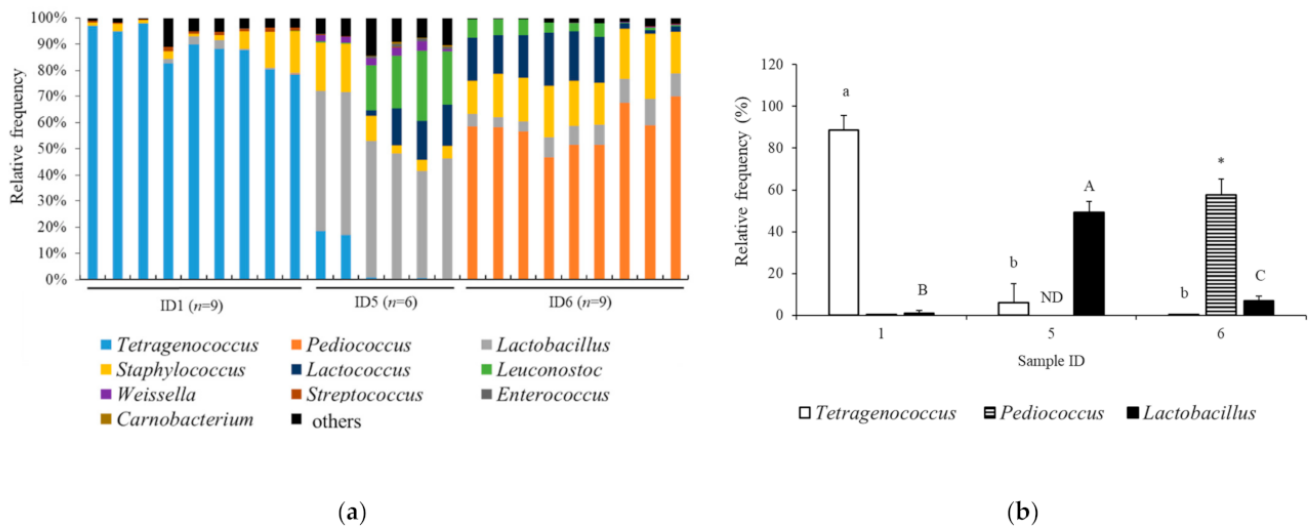 Relative frequency
100%
90%
80%
70%
60%
50%
40%
30%
20%
10%
0%
ID1 (n=9)
ID5 (n=6)
ID6 (n=9)
Tetragenococcus Pediococcus Lactobacillus
Staphylococcus Lactococcus Leuconostoc
Weissella Streptococcus Enterococcus
Carnobacterium others
(a)
Relative frequency (%)
120
100
80
60
40
20
0
a
B
b
ND
A
b
*
C
1 5 6
Sample ID
Tetragenococcus Pediococcus Lactobacillus
(b)